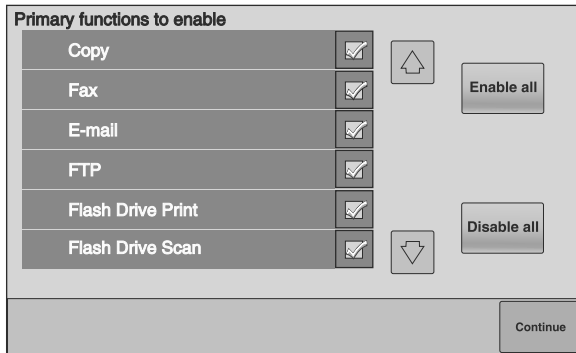 Primary functions to enable
Copy
Fax
Enable all
E-mail
FTP
Flash Drive Print
Disable all
Flash Drive Scan
Continue